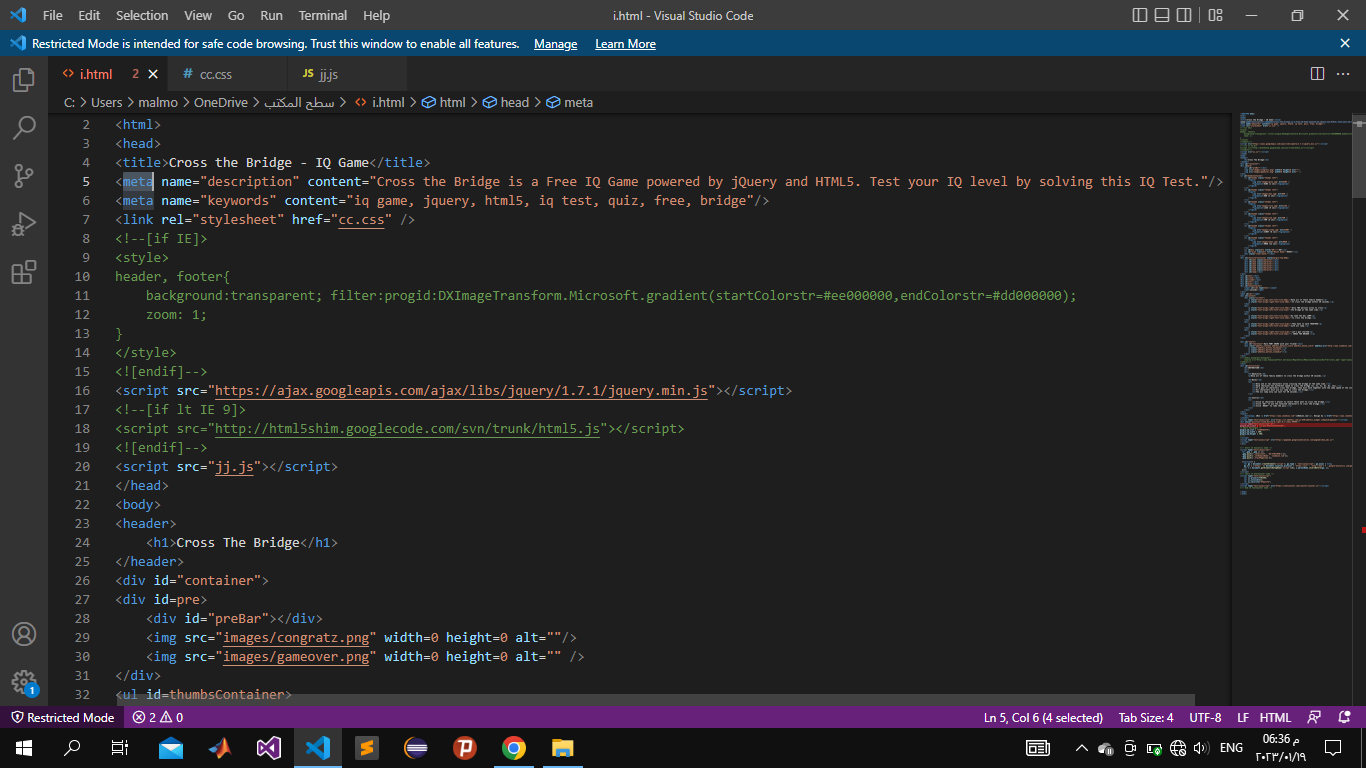 File Edit Selection View Go Run Terminal Help i.html - Visual Studio Code
Restricted Mode is intended for safe code browsing. Trust this window to enable all features. Manage Learn More
<> i.html 2 # cc.css JS jj.js
C: > Users > malmo > OneDrive > سطح المكتب > <> i.html > html > head > meta
2 <html>
3 <head>
4 <title>Cross the Bridge - IQ Game</title>
5 <meta name="description" content="Cross the Bridge is a Free IQ Game powered by jQuery and HTML5. Test your IQ level by solving this IQ Test."/>
6 <meta name="keywords" content="iq game, jquery, html5, iq test, quiz, free, bridge"/>
7 <link rel="stylesheet" href="cc.css" />
8 <!--[if IE]>
9 <style>
10 header, footer{
11     background:transparent; filter:progid:DXImageTransform.Microsoft.gradient(startColorstr=#ee000000,endColorstr=#dd000000);
12     zoom: 1;
13 }
14 </style>
15 <![endif]-->
16 <script src="https://ajax.googleapis.com/ajax/libs/jquery/1.7.1/jquery.min.js"></script>
17 <!--[if lt IE 9]>
18 <script src="http://html5shim.googlecode.com/svn/trunk/html5.js"></script>
19 <![endif]-->
20 <script src="jj.js"></script>
21 </head>
22 <body>
23 <header>
24     <h1>Cross The Bridge</h1>
25 </header>
26 <div id="container">
27 <div id=pre>
28     <div id="preBar"></div>
29     <img src="images/congratz.png" width=0 height=0 alt=""/>
30     <img src="images/gameover.png" width=0 height=0 alt="" />
31 </div>
32 <ul id=thumbsContainer>
1
Restricted Mode 2 0 Ln 5, Col 6 (4 selected) Tab Size: 4 UTF-8 LF HTML
ENG 06:36 م
٢٠٢٣/٠١/١٩